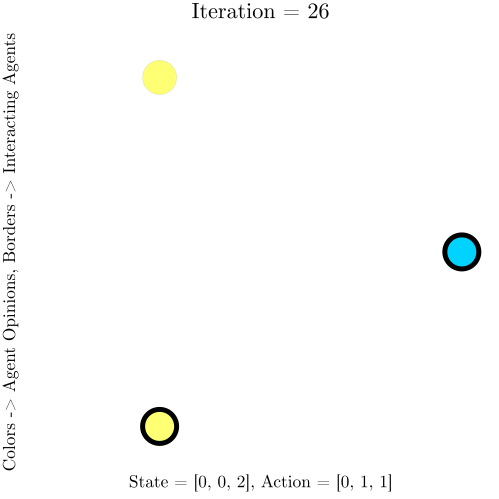 Iteration = 26
Colors -> Agent Opinions, Borders -> Interacting Agents
State = [0, 0, 2], Action = [0, 1, 1]